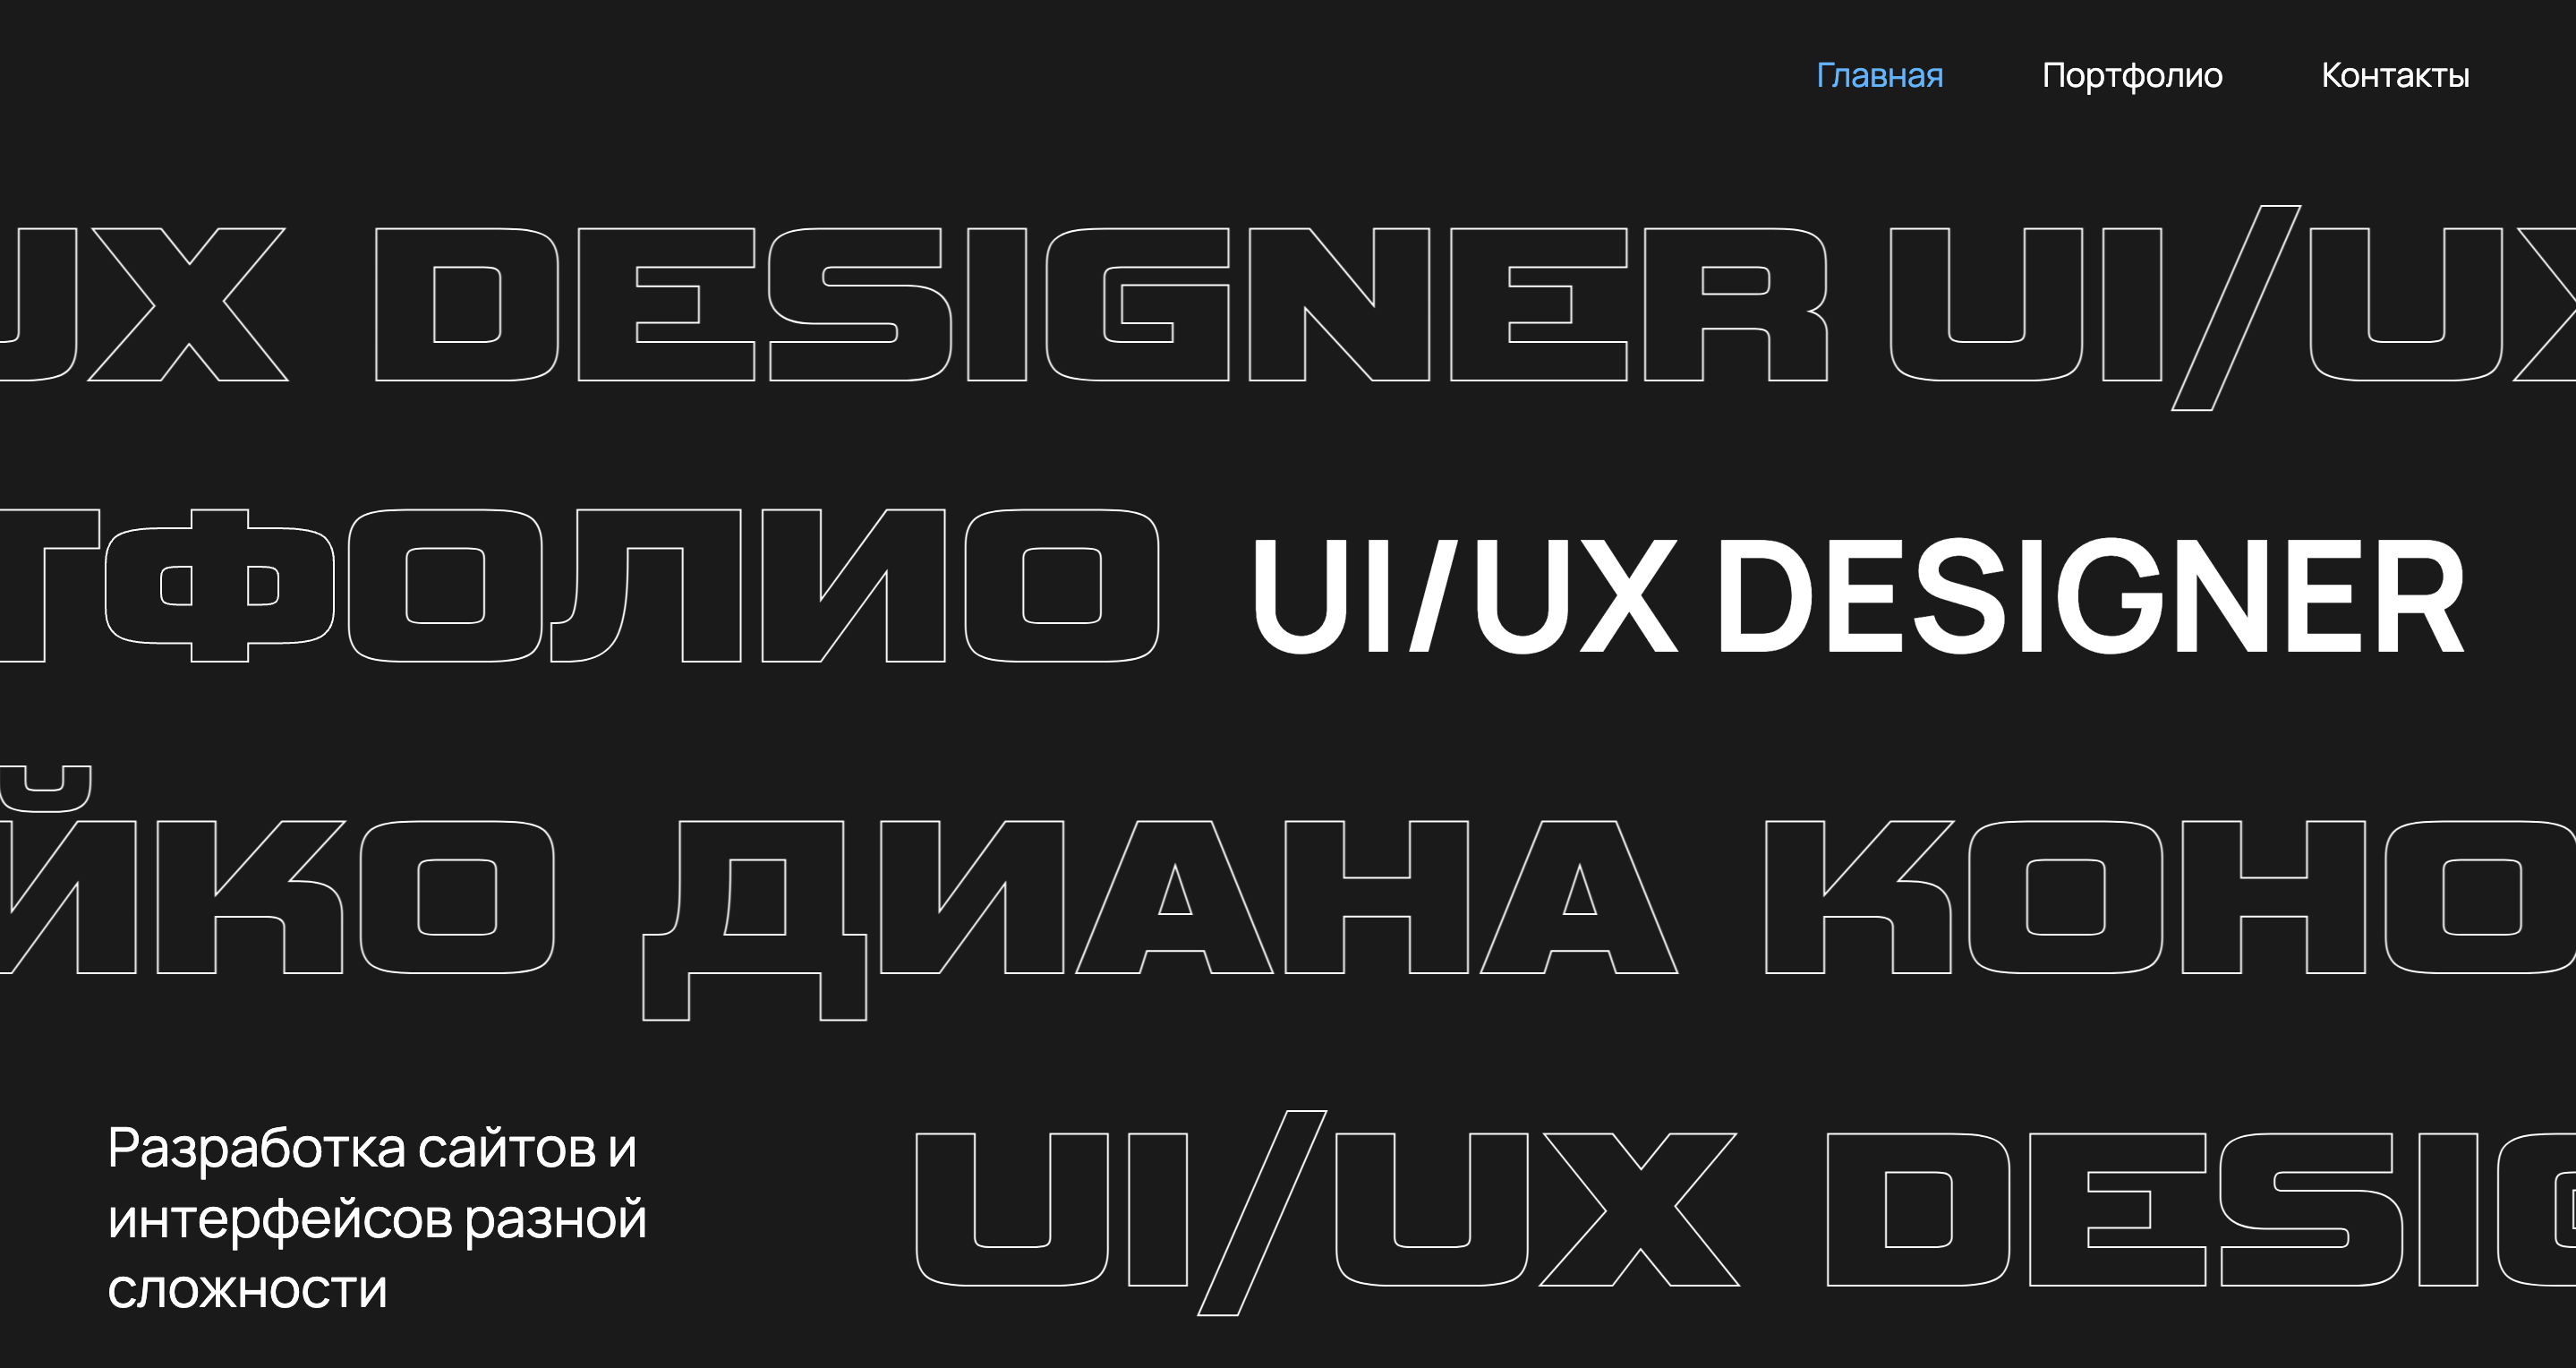 Главная Портфолио Контакты
UX DESIGNER UI/UX
ТФОЛИО UI/UX DESIGNER
ЙКО ДИАНА КОНО
Разработка сайтов и
интерфейсов разной
сложности
UI/UX DESIG